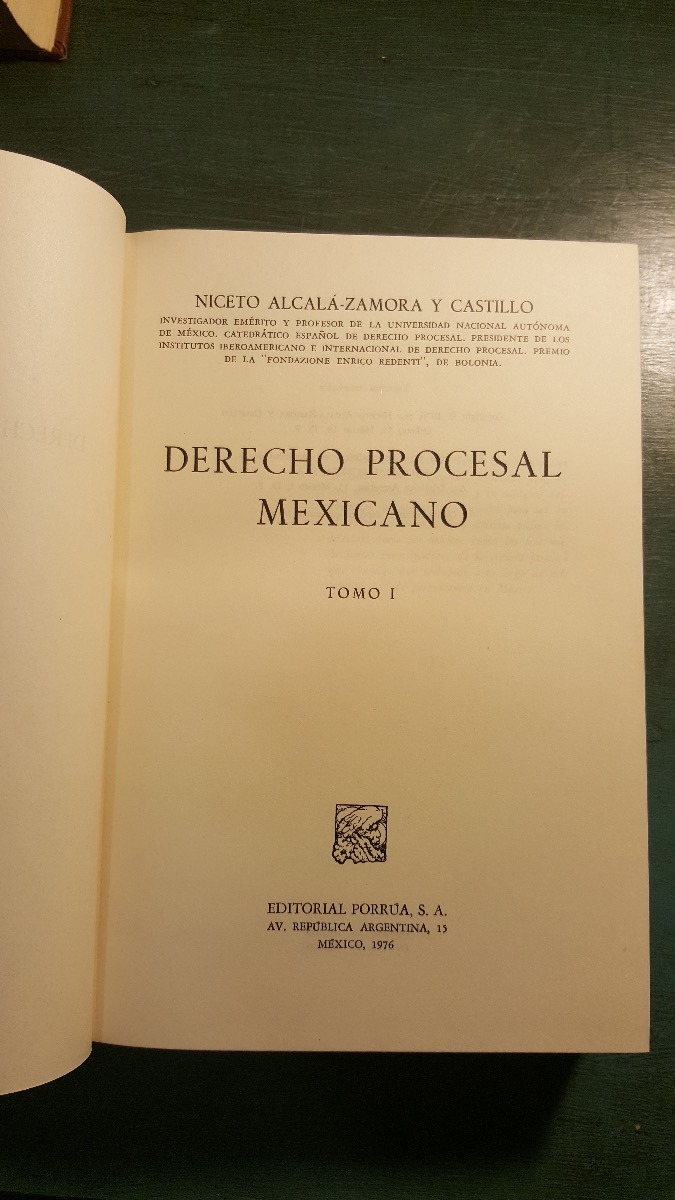 NICETO ALCALÁ-ZAMORA Y CASTILLO
INVESTIGADOR EMÉRITO Y PROFESOR DE LA UNIVERSIDAD NACIONAL AUTÓNOMA
DE MÉXICO. CATEDRÁTICO ESPAÑOL DE DERECHO PROCESAL. PRESIDENTE DE LOS
INSTITUTOS IBEROAMERICANO E INTERNACIONAL DE DERECHO PROCESAL. PREMIO
DE LA "FONDAZIONE ENRICO REDENTI", DE BOLONIA.
DERECHO PROCESAL
MEXICANO
TOMO I
EDITORIAL PORRÚA, S. A.
AV. REPÚBLICA ARGENTINA, 15
MÉXICO, 1976